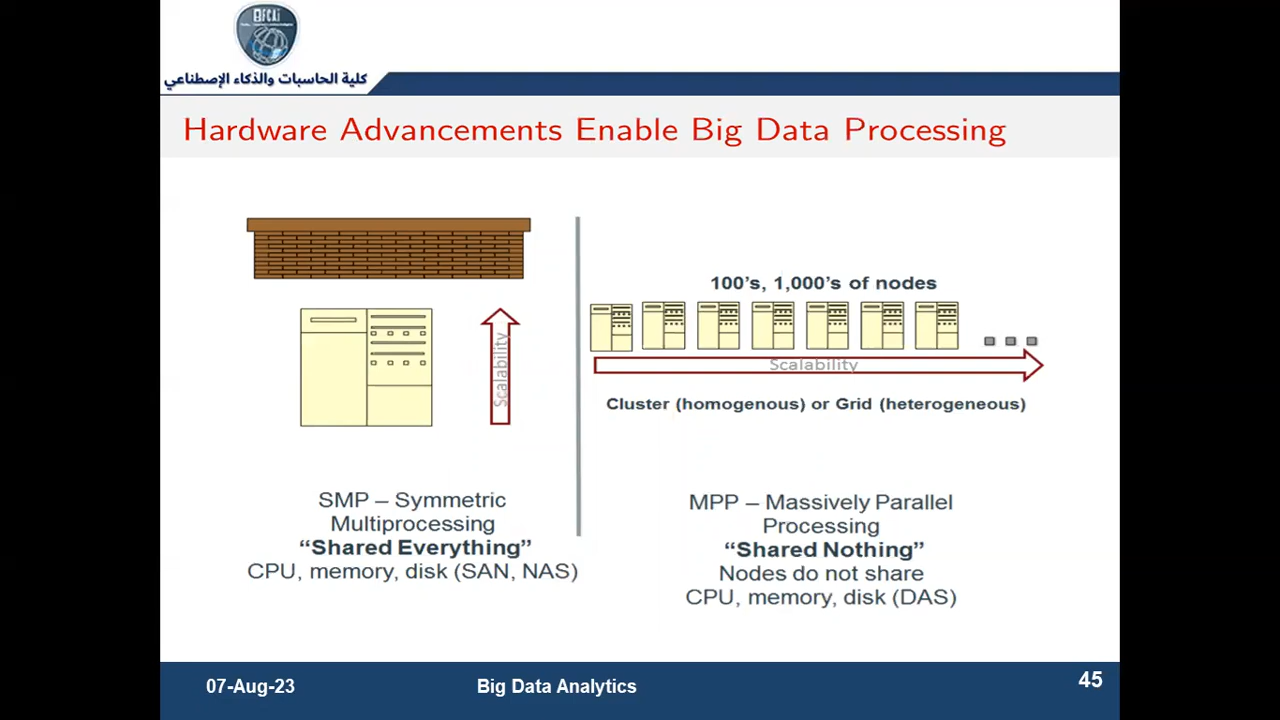 FCAi
كلية الحاسبات والذكاء الإصطناعي
Hardware Advancements Enable Big Data Processing
Scalability
SMP – Symmetric
Multiprocessing
“Shared Everything”
CPU, memory, disk (SAN, NAS)
100’s, 1,000’s of nodes
Scalability
Cluster (homogenous) or Grid (heterogeneous)
MPP – Massively Parallel
Processing
“Shared Nothing”
Nodes do not share
CPU, memory, disk (DAS)
07-Aug-23
Big Data Analytics
45